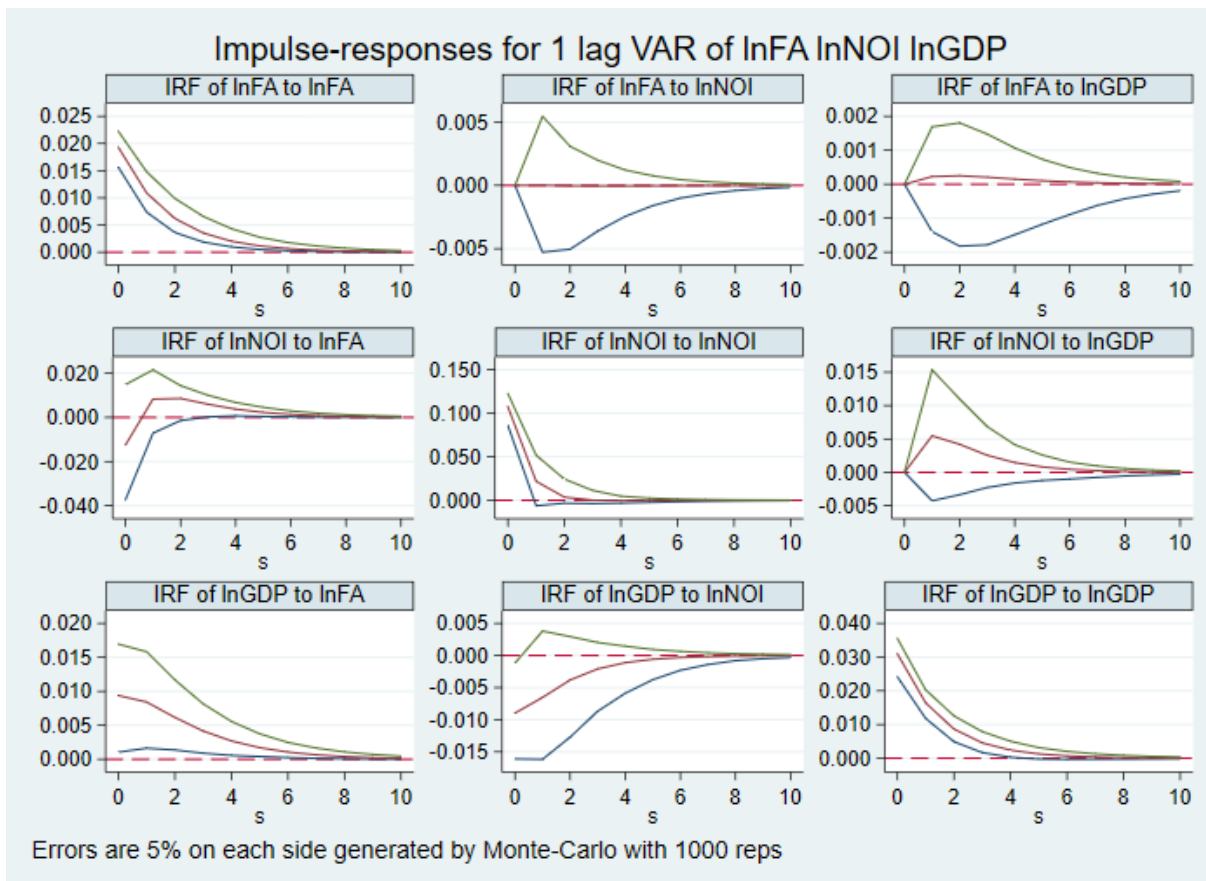 Impulse-responses for 1 lag VAR of lnFA lnNOI lnGDP
IRF of lnFA to lnFA
IRF of lnFA to lnNOI
IRF of lnFA to lnGDP
0.025
0.020
0.015
0.010
0.005
0.000
0 2 4 6 8 10
s
0.005
0.000
-0.005
0 2 4 6 8 10
s
0.002
0.001
0.000
-0.001
-0.002
0 2 4 6 8 10
s
IRF of lnNOI to lnFA
IRF of lnNOI to lnNOI
IRF of lnNOI to lnGDP
0.020
0.000
-0.020
-0.040
0 2 4 6 8 10
s
0.150
0.100
0.050
0.000
0 2 4 6 8 10
s
0.015
0.010
0.005
0.000
-0.005
0 2 4 6 8 10
s
IRF of lnGDP to lnFA
IRF of lnGDP to lnNOI
IRF of lnGDP to lnGDP
0.020
0.015
0.010
0.005
0.000
0 2 4 6 8 10
s
0.005
0.000
-0.005
-0.010
-0.015
0 2 4 6 8 10
s
0.040
0.030
0.020
0.010
0.000
0 2 4 6 8 10
s
Errors are 5% on each side generated by Monte-Carlo with 1000 reps